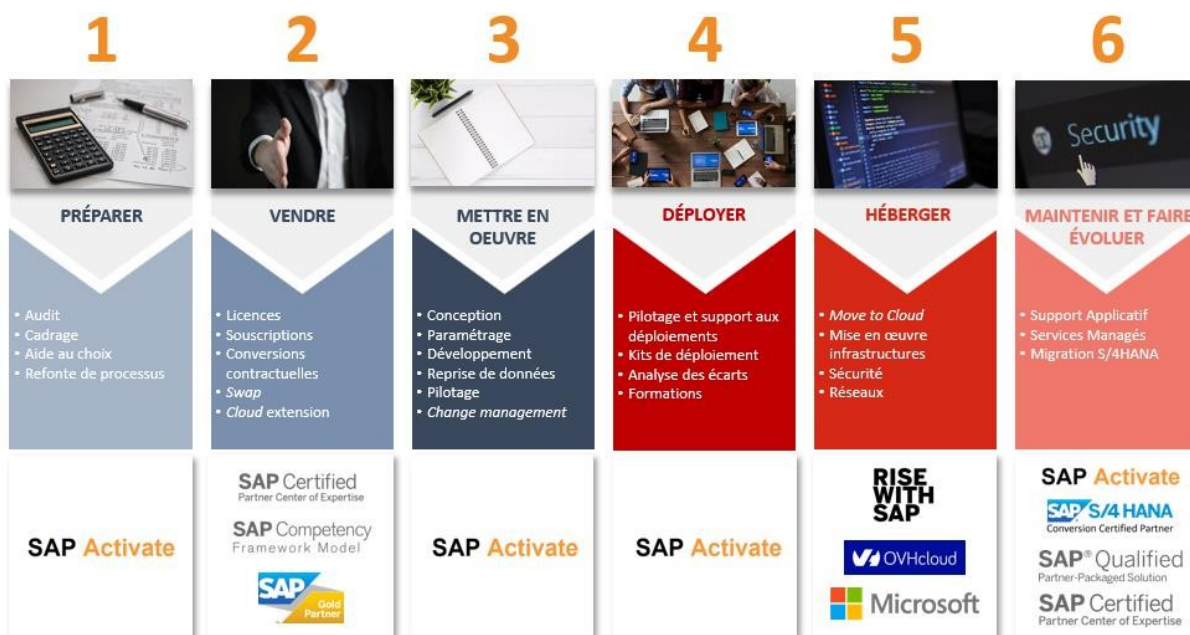 1
2
3
4
5
6
Security
PRÉPARER
VENDRE
METTRE EN
OEUVRE
DÉPLOYER
HÉBERGER
MAINTENIR ET FAIRE
ÉVOLUER
• Audit
• Cadrage
• Aide au choix
• Refonte de processus
• Licences
• Souscriptions
• Conversions
contractuelles
• Swap
• Cloud extension
• Conception
• Paramétrage
• Développement
• Reprise de données
• Pilotage
• Change management
• Pilotage et support aux
déploiements
• Kits de déploiement
• Analyse des écarts
• Formations
• Move to Cloud
• Mise en œuvre
infrastructures
• Sécurité
• Réseaux
• Support Applicatif
• Services Managés
• Migration S/4HANA
SAP Activate
SAP Certified
Partner Center of Expertise
SAP Competency
Framework Model
SAP
Gold
Partner
SAP Activate
SAP Activate
RISE
WITH
SAP
OVHcloud
Microsoft
SAP Activate
SAP S/4 HANA
Conversion Certified Partner
SAP® Qualified
Partner-Packaged Solution
SAP Certified
Partner Center of Expertise